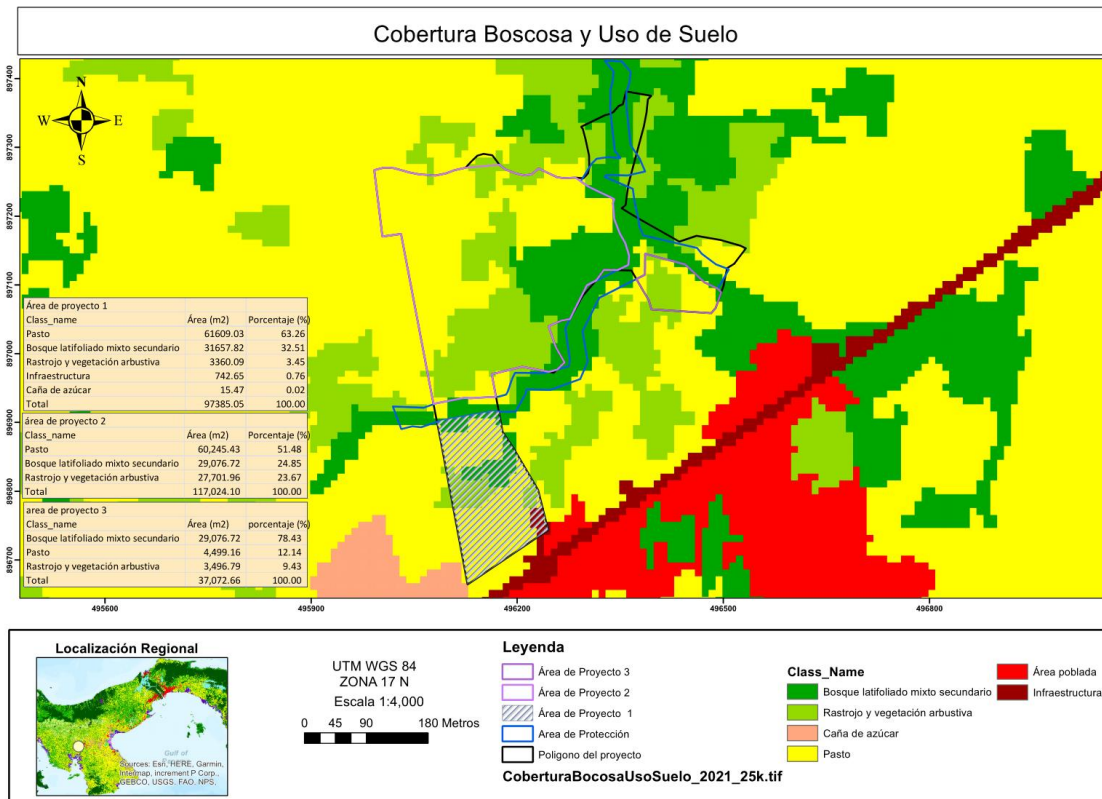 Cobertura Boscosa y Uso de Suelo
N
W E
S
897400
897300
897200
897100
897000
896900
896800
896700
495600 495900 496200 496500 496800
Área de proyecto 1
Class_name Área (m2) Porcentaje (%)
Pasto 61609.03 63.26
Bosque latifoliado mixto secundario 31657.82 32.51
Rastrojo y vegetación arbustiva 3360.09 3.45
Infraestructura 742.65 0.76
Caña de azúcar 15.47 0.02
Total 97385.05 100.00
área de proyecto 2
Class_name Área (m2) Porcentaje (%)
Pasto 60,245.43 51.48
Bosque latifoliado mixto secundario 29,076.72 24.85
Rastrojo y vegetación arbustiva 27,701.96 23.67
Total 117,024.10 100.00
area de proyecto 3
Class_name Área (m2) porcentaje (%)
Bosque latifoliado mixto secundario 29,076.72 78.43
Pasto 4,499.16 12.14
Rastrojo y vegetación arbustiva 3,496.79 9.43
Total 37,072.66 100.00
Localización Regional
Gulf of
Sources: Esri, HERE, Garmin,
Intermap, increment P Corp.,
GEBCO, USGS, FAO, NPS,
UTM WGS 84
ZONA 17 N
Escala 1:4,000
0 45 90 180 Metros
Leyenda
Área de Proyecto 3
Área de Proyecto 2
Área de Proyecto 1
Area de Protección
Poligono del proyecto
CoberturaBocosaUsoSuelo_2021_25k.tif
Class_Name
Bosque latifoliado mixto secundario
Rastrojo y vegetación arbustiva
Caña de azúcar
Pasto
Área poblada
Infraestructura